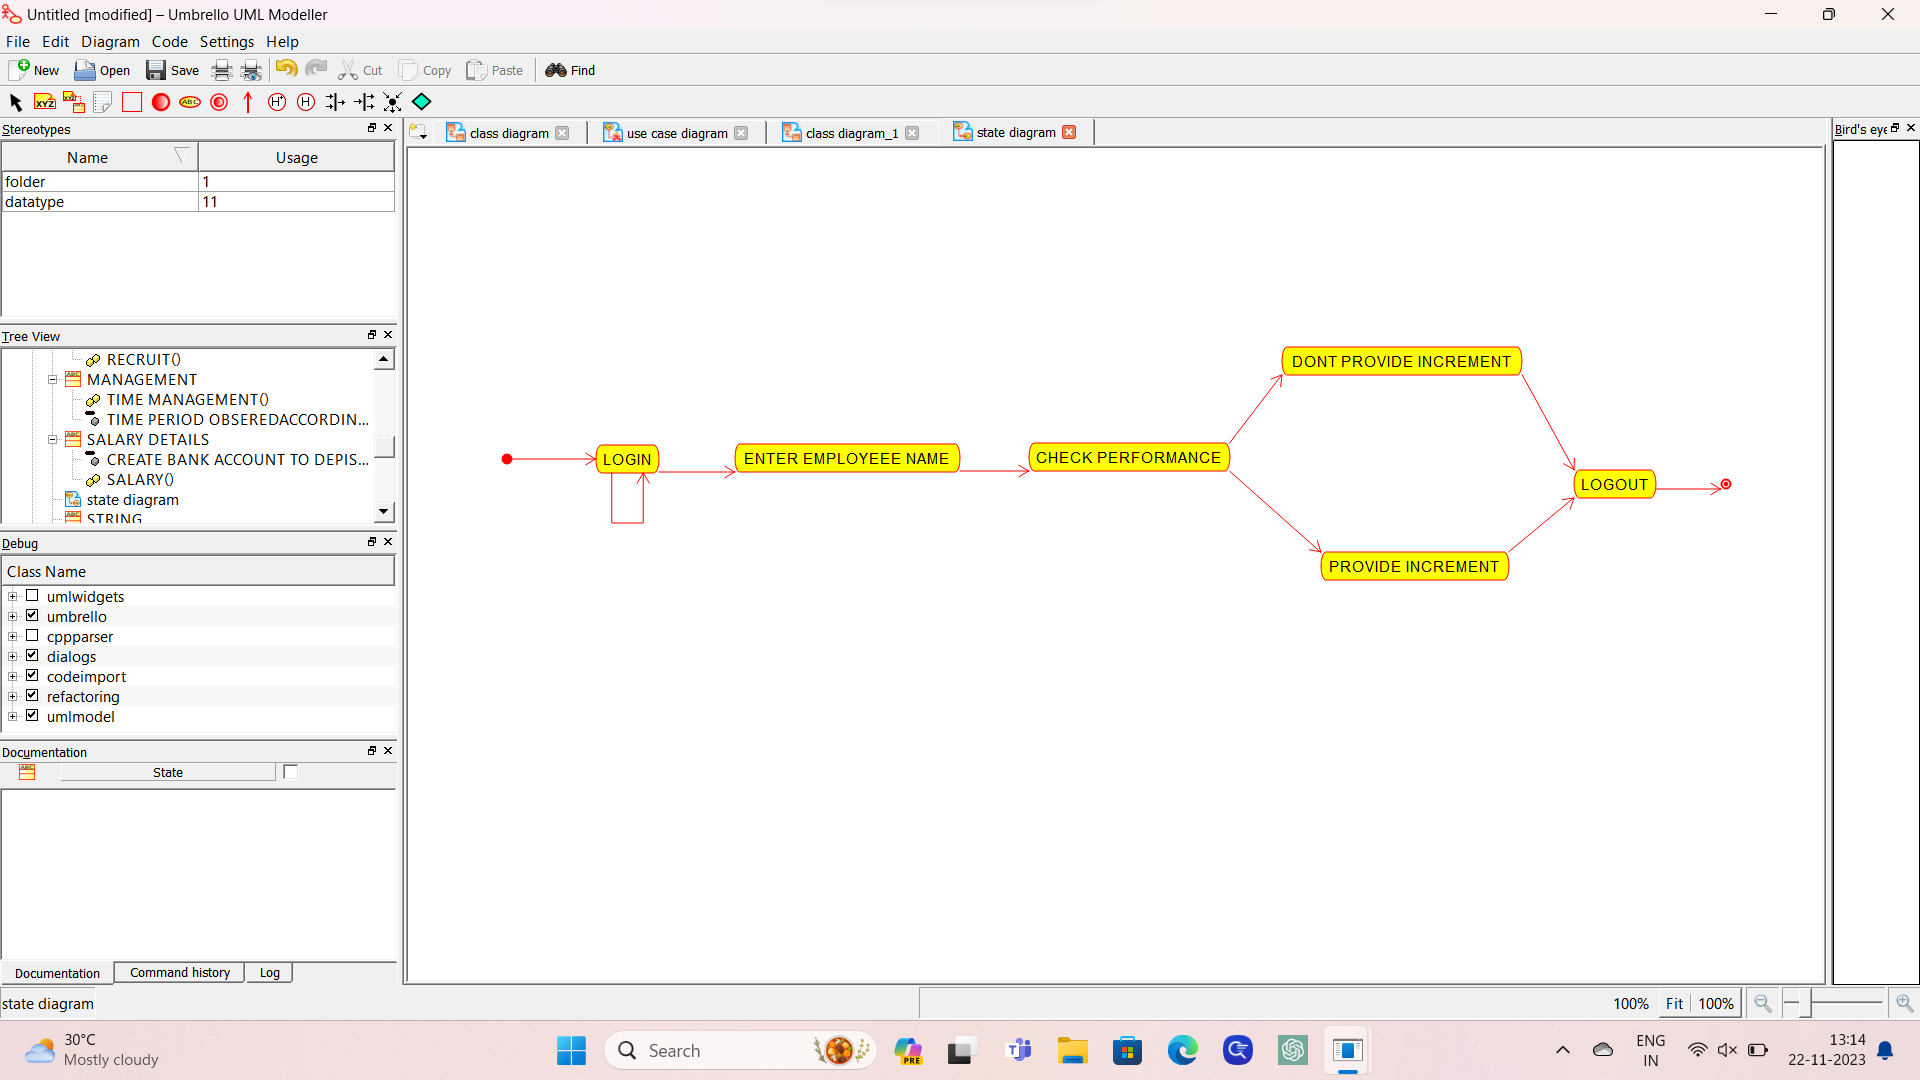 Untitled [modified] – Umbrello UML Modeller
File Edit Diagram Code Settings Help
New Open Save Cut Copy Paste Find
XYZ XYZ ABC H* H
Stereotypes
Name Usage
folder 1
datatype 11
Tree View
RECRUIT()
MANAGEMENT
TIME MANAGEMENT()
TIME PERIOD OBSEREDACCORDIN...
SALARY DETAILS
CREATE BANK ACCOUNT TO DEPIS...
SALARY()
state diagram
STRING
Debug
Class Name
umlwidgets
umbrello
cppparser
dialogs
codeimport
refactoring
umlmodel
Documentation
State
Documentation Command history Log
state diagram
class diagram use case diagram class diagram_1 state diagram
Bird's eye
LOGIN
ENTER EMPLOYEEE NAME
CHECK PERFORMANCE
DONT PROVIDE INCREMENT
PROVIDE INCREMENT
LOGOUT
100% Fit 100%
30°C
Mostly cloudy
Search
PRE
ENG
IN
13:14
22-11-2023